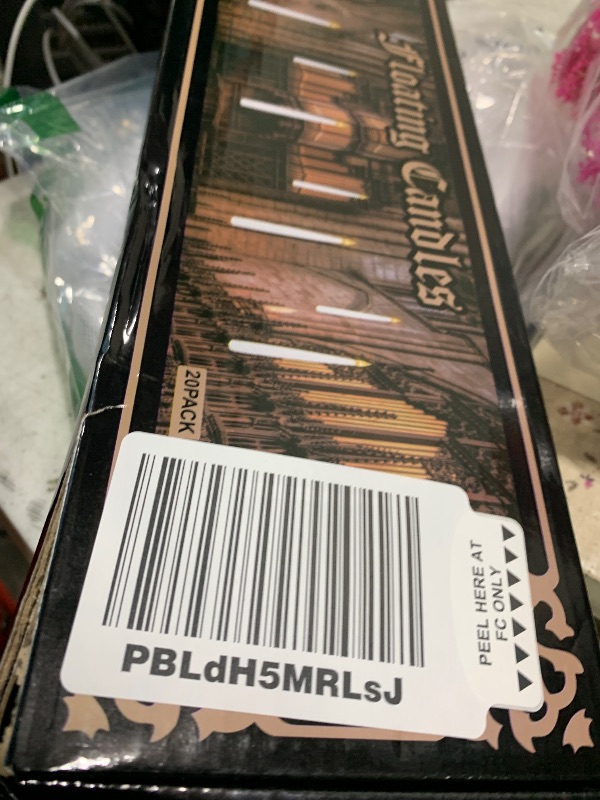 Floating Candles
20PACK
PBLdH5MRLsJ
PEEL HERE AT
FC ONLY